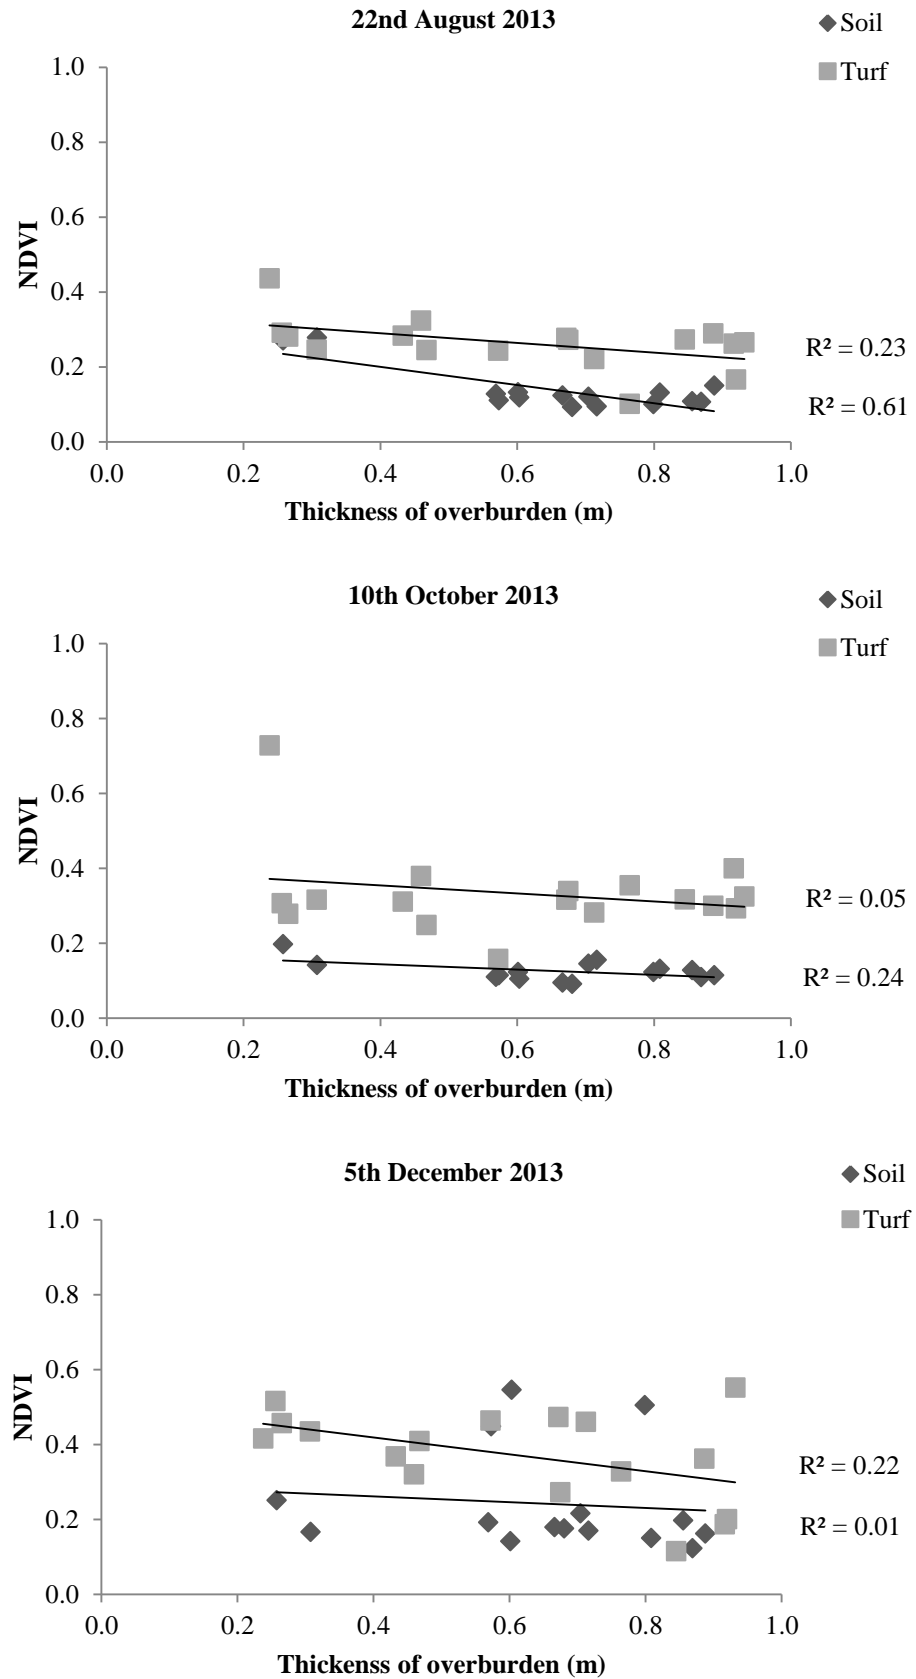 22nd August 2013
Soil
Turf
1.0
0.8
0.6
0.4
0.2
0.0
NDVI
R² = 0.23
R² = 0.61
0.0 0.2 0.4 0.6 0.8 1.0
Thickness of overburden (m)
10th October 2013
Soil
Turf
1.0
0.8
0.6
0.4
0.2
0.0
NDVI
R² = 0.05
R² = 0.24
0.0 0.2 0.4 0.6 0.8 1.0
Thickness of overburden (m)
5th December 2013
Soil
Turf
1.0
0.8
0.6
0.4
0.2
0.0
NDVI
R² = 0.22
R² = 0.01
0.0 0.2 0.4 0.6 0.8 1.0
Thickenss of overburden (m)